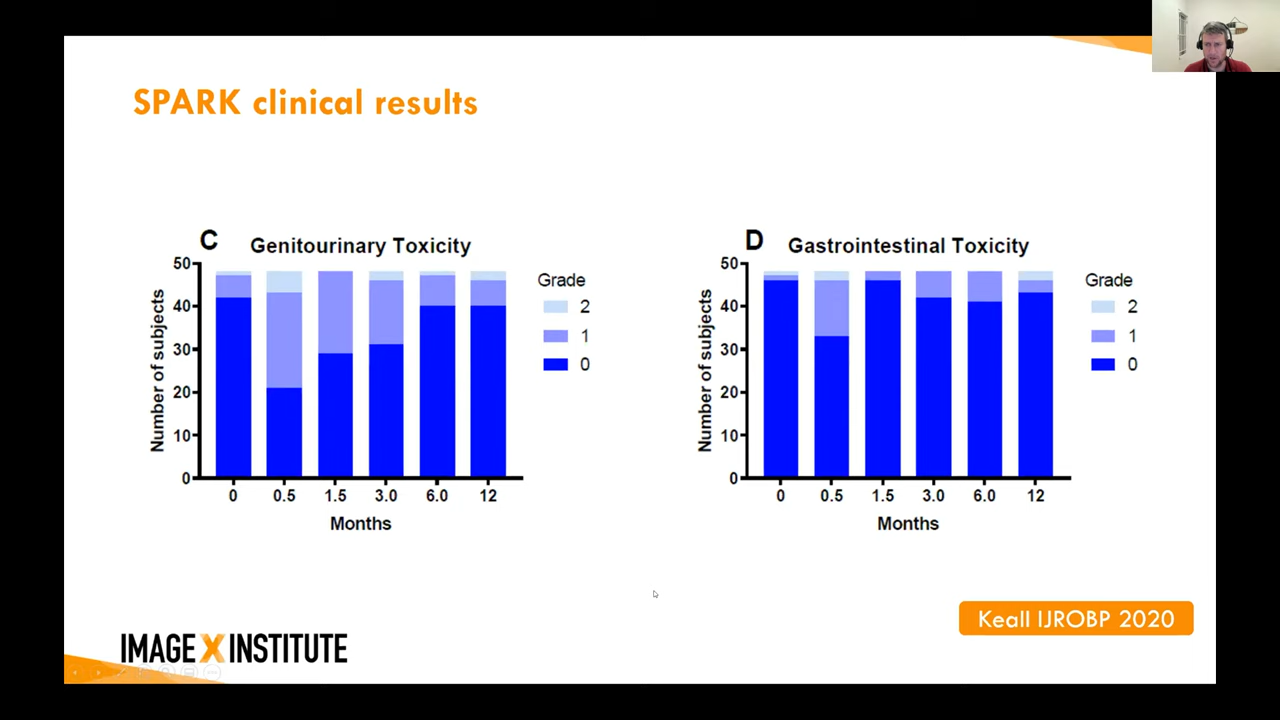 SPARK clinical results
C
Genitourinary Toxicity
Number of subjects
50
40
30
20
10
0
0 0.5 1.5 3.0 6.0 12
Months
Grade
2
1
0
D
Gastrointestinal Toxicity
Number of subjects
50
40
30
20
10
0
0 0.5 1.5 3.0 6.0 12
Months
Grade
2
1
0
Keall IJROBP 2020
IMAGE X INSTITUTE